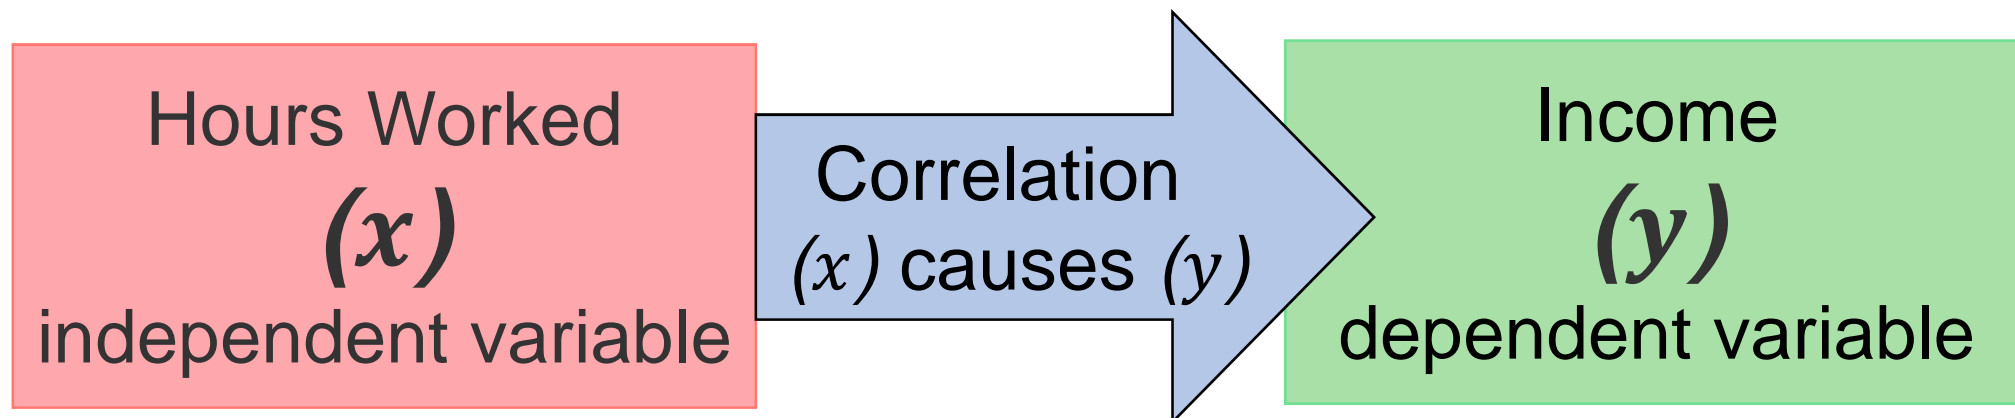 Hours Worked
(x)
independent variable
Correlation
(x) causes (y)
Income
(y)
dependent variable